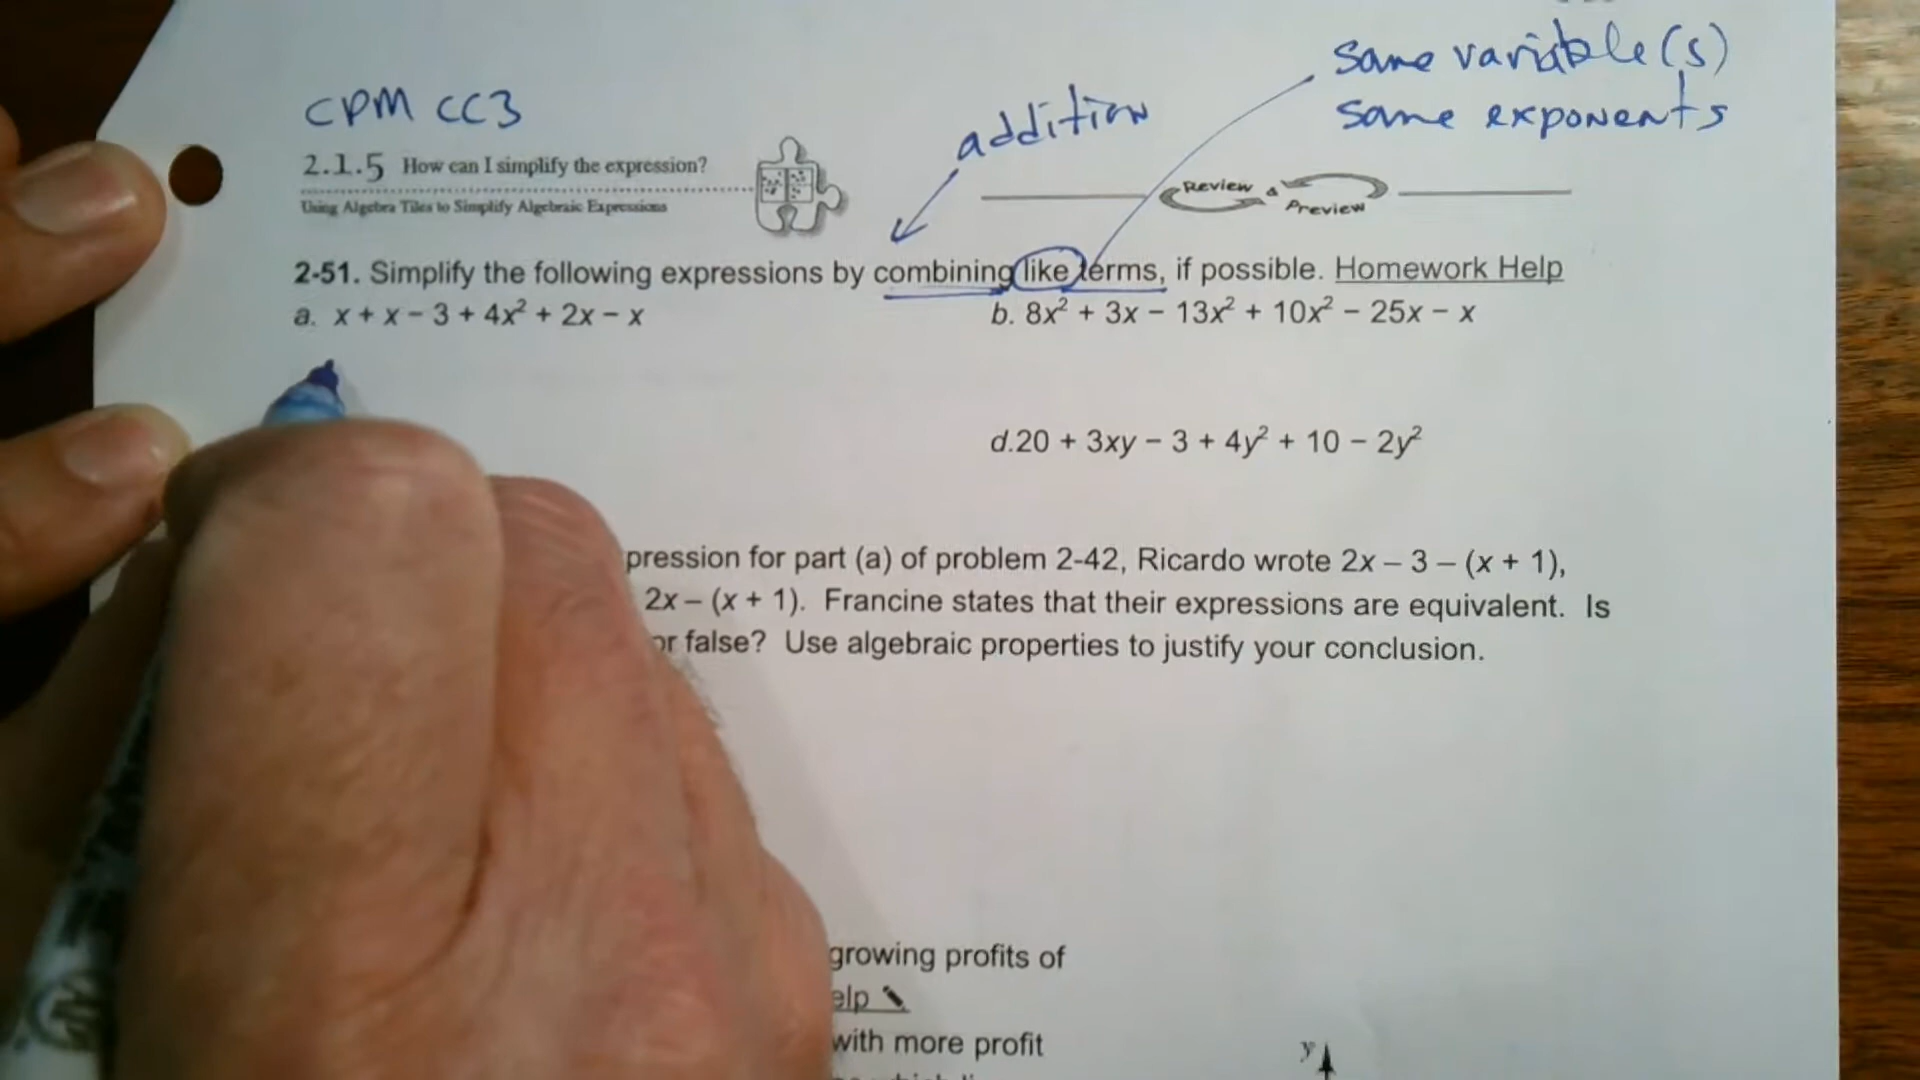 same variable(s)
same exponents
CPM CC3
addition
2.1.5 How can I simplify the expression?
Using Algebra Tiles to Simplify Algebraic Expressions
Review &
Preview
2-51. Simplify the following expressions by combining like terms, if possible. Homework Help
a. x + x – 3 + 4x² + 2x – x
b. 8x² + 3x – 13x² + 10x² – 25x – x
d.20 + 3xy – 3 + 4y² + 10 – 2y²
pression for part (a) of problem 2-42, Ricardo wrote 2x – 3 – (x + 1),
2x – (x + 1). Francine states that their expressions are equivalent. Is
or false? Use algebraic properties to justify your conclusion.
growing profits of
elp
with more profit
y